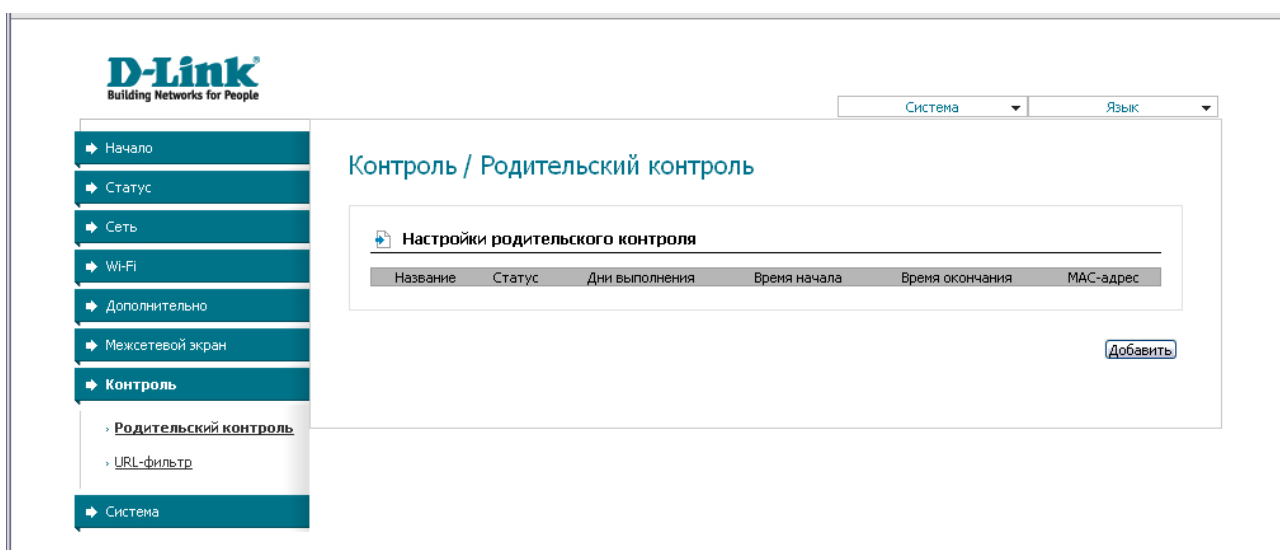 D-Link
Building Networks for People
Система Язык
Начало
Статус
Сеть
Wi-Fi
Дополнительно
Межсетевой экран
Контроль
Родительский контроль
URL-фильтр
Система
Контроль / Родительский контроль
Настройки родительского контроля
Название Статус Дни выполнения Время начала Время окончания MAC-адрес
Добавить